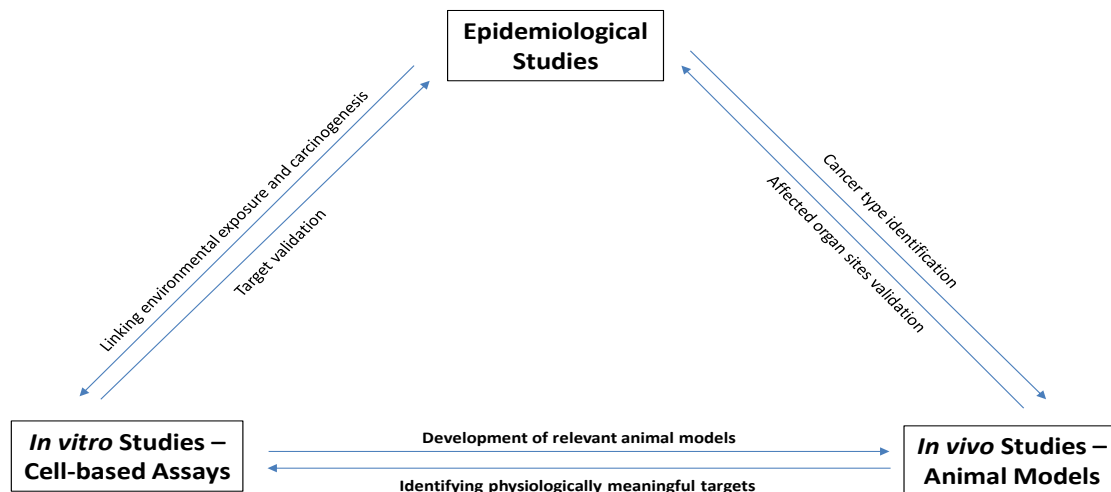 Epidemiological
Studies
Linking environmental exposure and carcinogenesis
Target validation
Cancer type identification
Affected organ sites validation
In vitro Studies –
Cell-based Assays
Development of relevant animal models
Identifying physiologically meaningful targets
In vivo Studies –
Animal Models